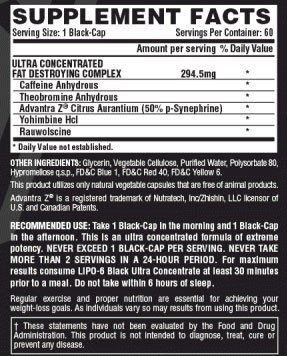 SUPPLEMENT FACTS
Serving Size: 1 Black-Cap Servings Per Container: 60
Amount per serving % Daily Value
ULTRA CONCENTRATED
FAT DESTROYING COMPLEX 294.5mg *
Caffeine Anhydrous *
Theobromine Anhydrous *
Advantra Z® Citrus Aurantium (50% p-Synephrine) *
Yohimbine Hcl *
Rauwolscine *
* Daily Value not established.
OTHER INGREDIENTS: Glycerin, Vegetable Cellulose, Purified Water, Polysorbate 80,
Hypromellose q.s.p., FD&C Blue 1, FD&C Red 40, FD&C Yellow 6.
This product utilizes only natural vegetable capsules that are free of animal products.
Advantra Z® is a registered trademark of Nutratech, Inc/Zhishin, LLC licensor of
U.S. and Canadian Patents.
RECOMMENDED USE: Take 1 Black-Cap in the morning and 1 Black-Cap
in the afternoon. This is an ultra concentrated formula of extreme
potency. NEVER EXCEED 1 BLACK-CAP PER SERVING. NEVER TAKE
MORE THAN 2 SERVINGS IN A 24-HOUR PERIOD. For maximum
results consume LIPO-6 Black Ultra Concentrate at least 30 minutes
prior to a meal. Do not take within 6 hours of sleep.
Regular exercise and proper nutrition are essential for achieving your
weight-loss goals. As individuals vary so may results from using this product.
† These statements have not been evaluated by the Food and Drug
Administration. This product is not intended to diagnose, treat, cure or
prevent any disease.